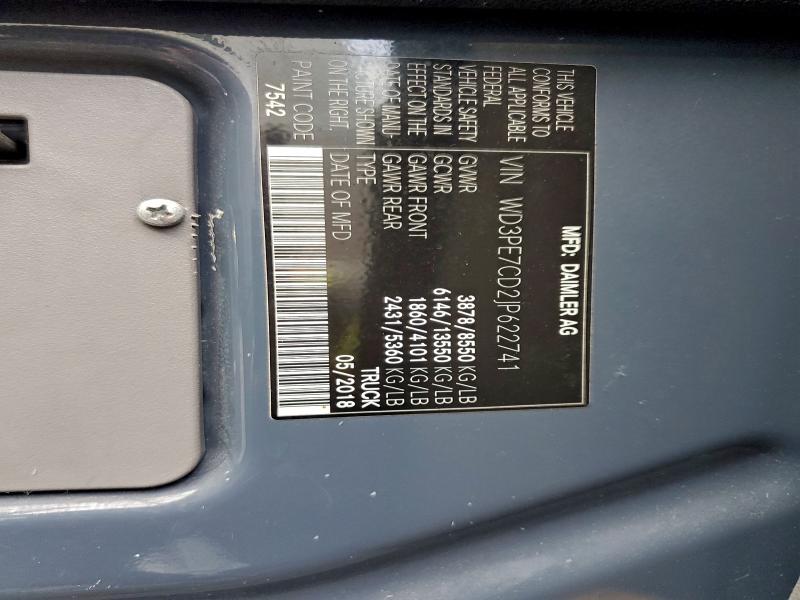 MFD: DAIMLER AG
THIS VEHICLE
CONFORMS TO
ALL APPLICABLE
FEDERAL
VEHICLE SAFETY
STANDARDS IN
EFFECT ON THE
DATE OF MANU-
FACTURE SHOWN
ON THE RIGHT.
VIN WD3PE7CD2JP622741
GVWR 3878/8550 KG/LB
GCWR 6146/13550 KG/LB
GAWR FRONT 1860/4101 KG/LB
GAWR REAR 2431/5360 KG/LB
TYPE TRUCK
DATE OF MFD 05/2018
PAINT CODE
7542